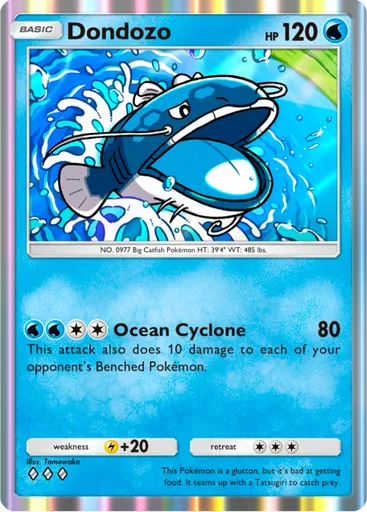 BASIC Dondozo HP 120
NO. 0977 Big Catfish Pokémon HT: 39'4" WT: 485 lbs.
Ocean Cyclone 80
This attack also does 10 damage to each of your
opponent's Benched Pokémon.
weakness +20 retreat
Illus. Tomowaka
This Pokémon is a glutton, but it's bad at getting
food. It teams up with a Tatsugiri to catch prey.